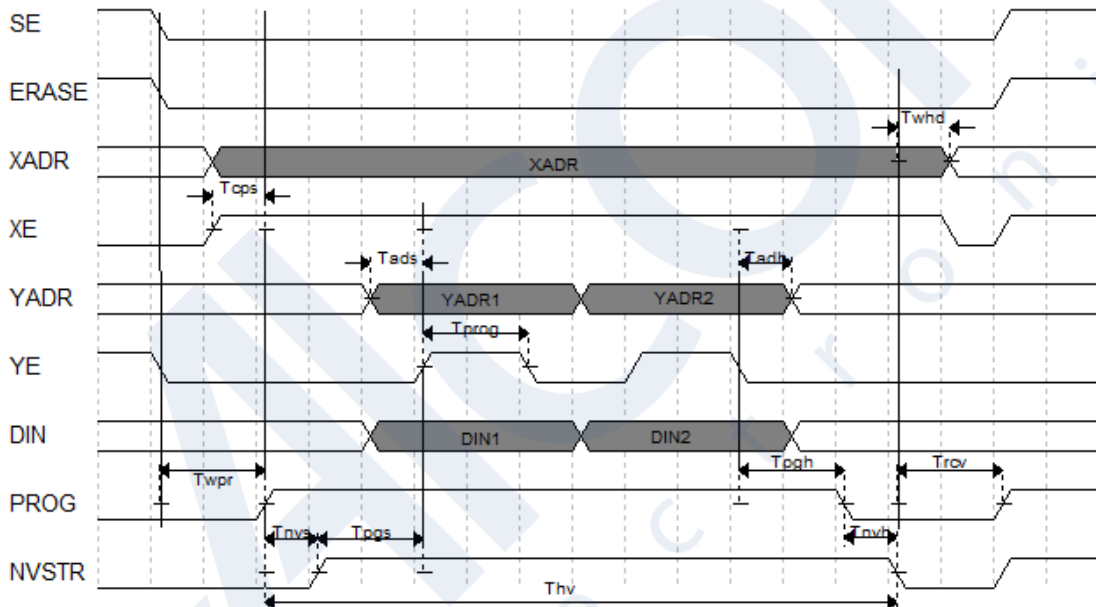 SE
ERASE
Twhd
XADR
XADR
Tcps
XE
Tads
Tadh
YADR
YADR1
YADR2
Tprog
YE
DIN
DIN1
DIN2
Twpr
Tpgh
Trcv
PROG
Tnvs
Tpgs
Tnvh
NVSTR
Thv